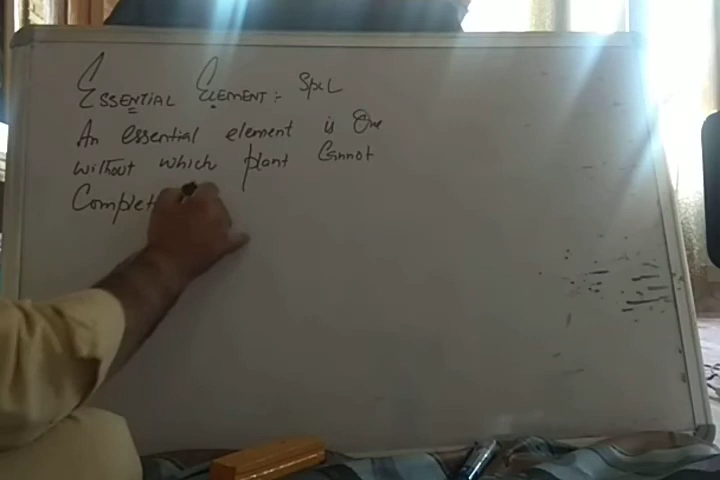 ESSENTIAL ELEMENT:- SpxL
An essential element is One
without which plant Cannot
Complet